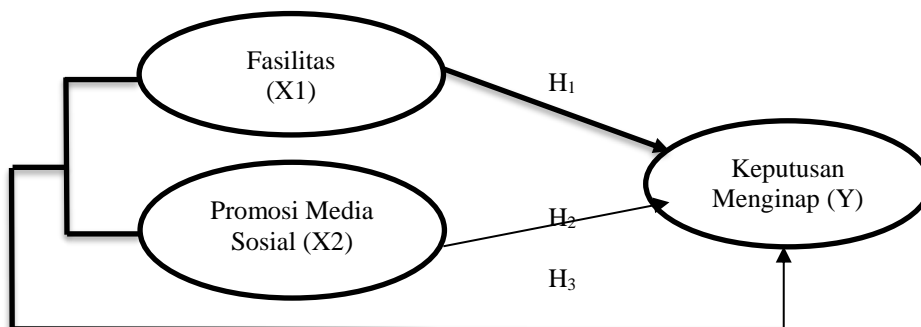 Fasilitas
(X1)
H₁
Keputusan
Menginap (Y)
Promosi Media
Sosial (X2)
H₂
H₃